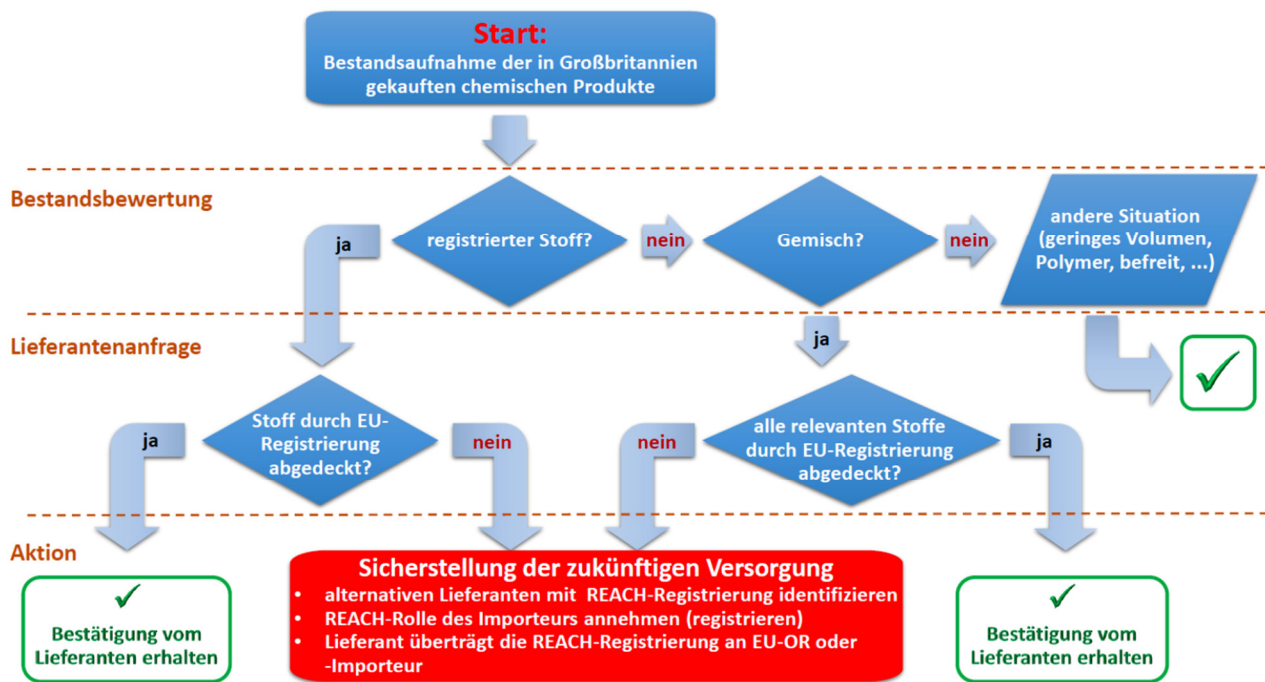 Start:
Bestandsaufnahme der in Großbritannien
gekauften chemischen Produkte
Bestandsbewertung
ja
registrierter Stoff?
nein
Gemisch?
nein
andere Situation
(geringes Volumen,
Polymer, befreit, ...)
Lieferantenanfrage
ja
ja
Stoff durch EU-
Registrierung
abgedeckt?
nein
nein
alle relevanten Stoffe
durch EU-Registrierung
abgedeckt?
ja
Aktion
Bestätigung vom
Lieferanten erhalten
Sicherstellung der zukünftigen Versorgung
• alternativen Lieferanten mit REACH-Registrierung identifizieren
• REACH-Rolle des Importeurs annehmen (registrieren)
• Lieferant überträgt die REACH-Registrierung an EU-OR oder
-Importeur
Bestätigung vom
Lieferanten erhalten